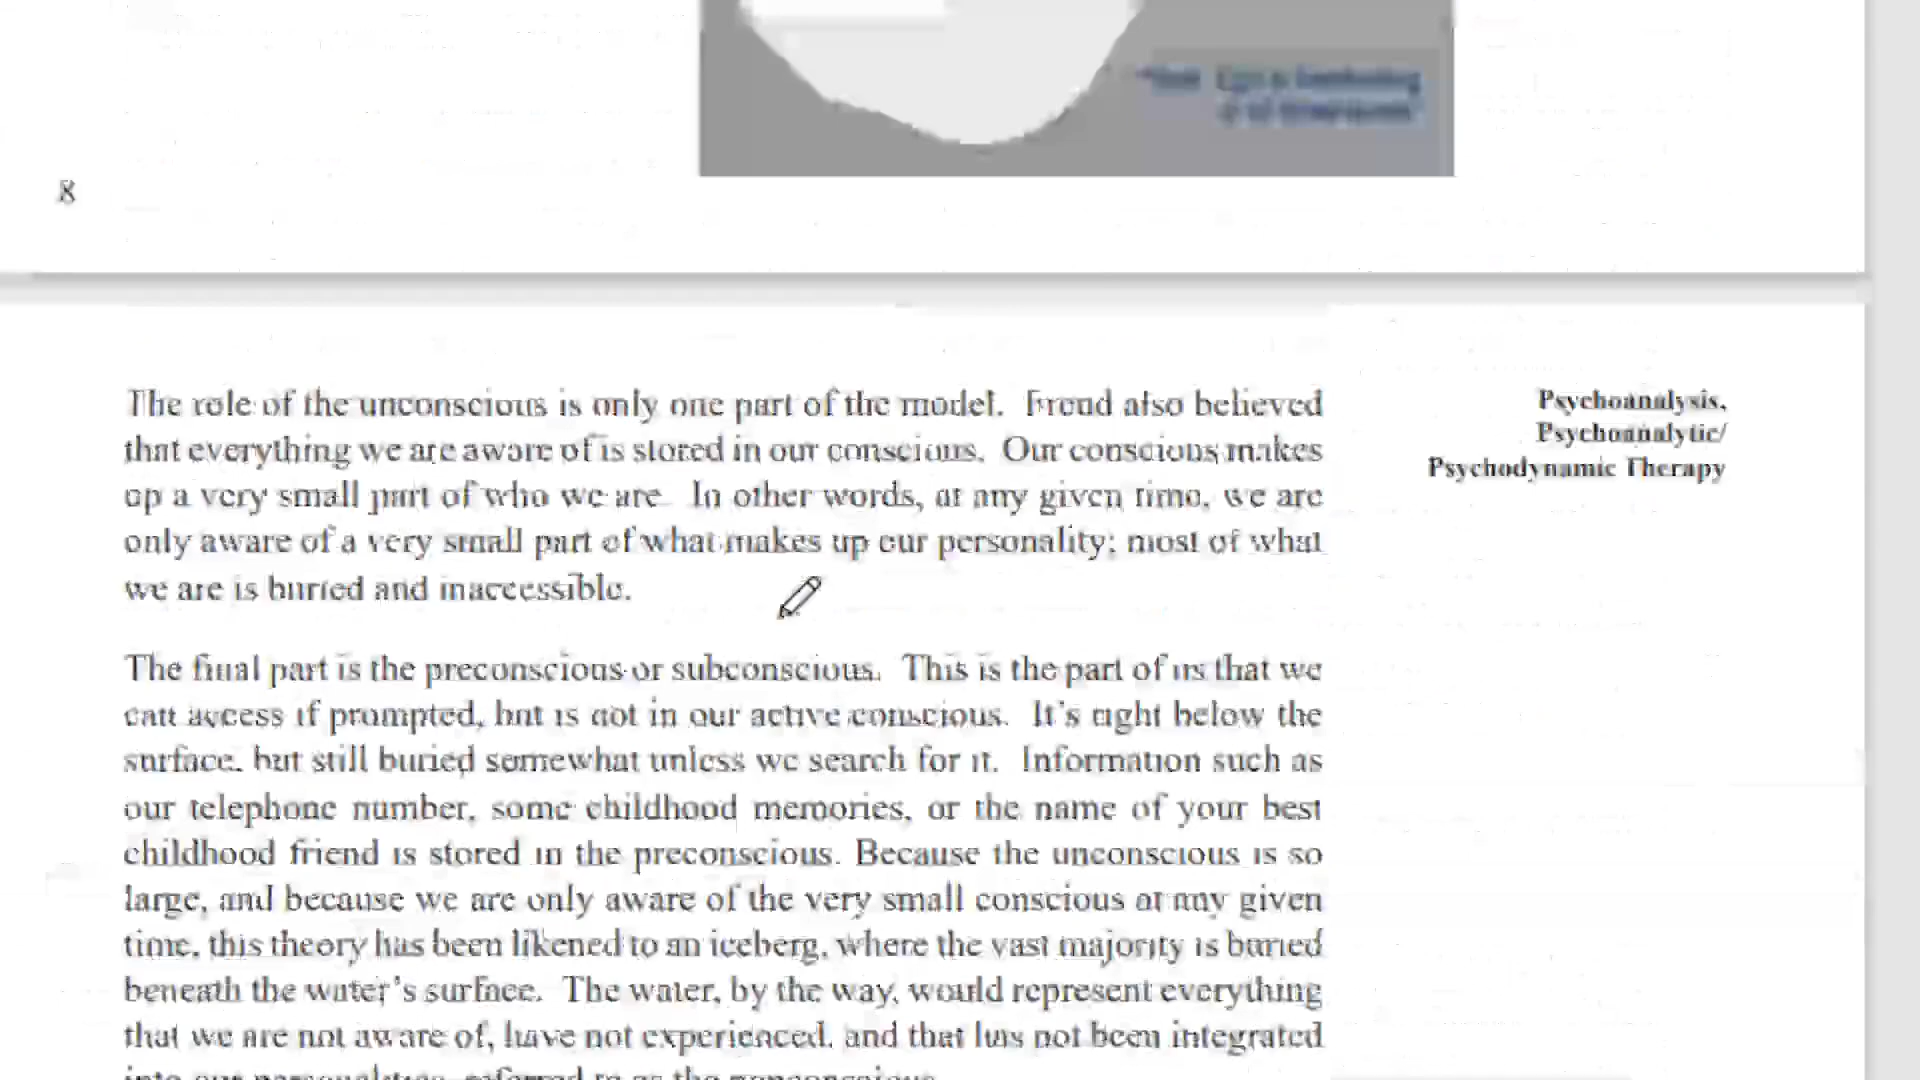 8
The role of the unconscious is only one part of the model. Freud also believed
that everything we are aware of is stored in our conscious. Our conscious makes
up a very small part of who we are. In other words, at any given time, we are
only aware of a very small part of what makes up our personality; most of what
we are is buried and inaccessible.
Psychoanalysis,
Psychoanalytic/
Psychodynamic Therapy
The final part is the preconscious or subconscious. This is the part of us that we
can access if prompted, but is not in our active conscious. It's right below the
surface, but still buried somewhat unless we search for it. Information such as
our telephone number, some childhood memories, or the name of your best
childhood friend is stored in the preconscious. Because the unconscious is so
large, and because we are only aware of the very small conscious at any given
time, this theory has been likened to an iceberg, where the vast majority is buried
beneath the water's surface. The water, by the way, would represent everything
that we are not aware of, have not experienced, and that has not been integrated
into our personalities, referred to as the nonconscious.